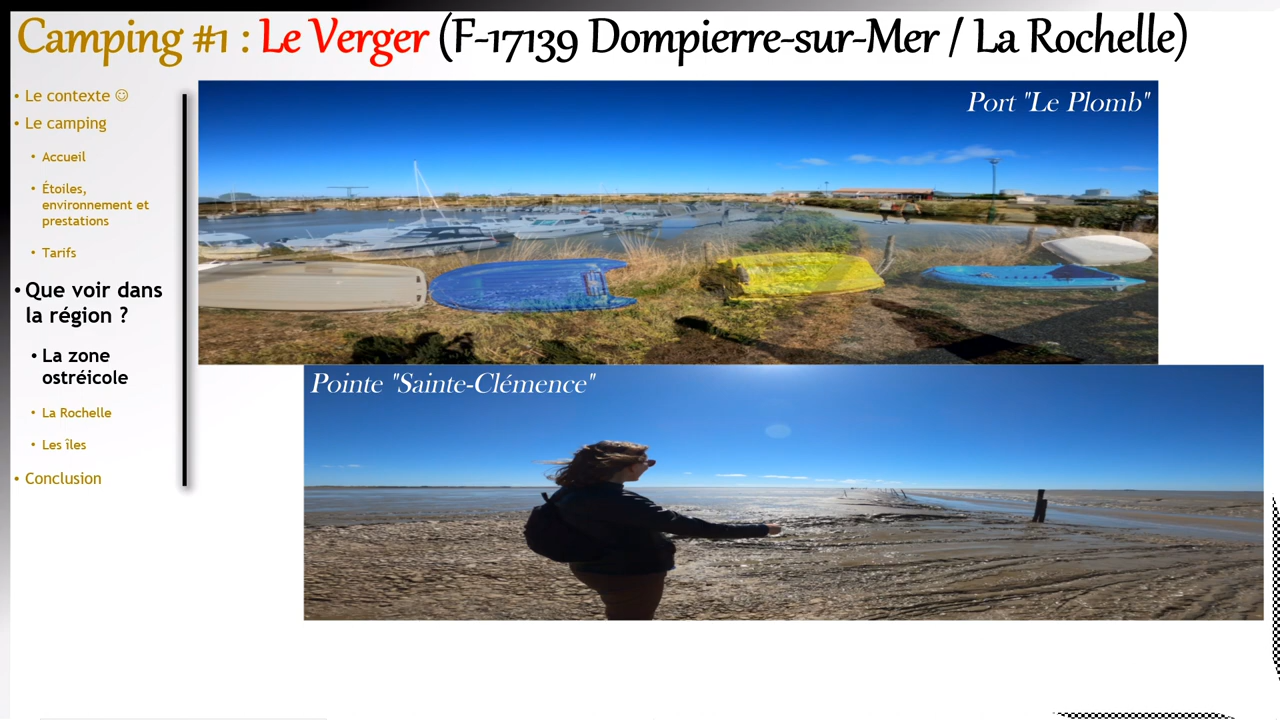 Camping #1 : Le Verger (F-17139 Dompierre-sur-Mer / La Rochelle)
• Le contexte ☺
• Le camping
• Accueil
• Étoiles,
environnement et
prestations
• Tarifs
• Que voir dans
la région ?
• La zone
ostréicole
• La Rochelle
• Les îles
• Conclusion
Port "Le Plomb"
Pointe "Sainte-Clémence"